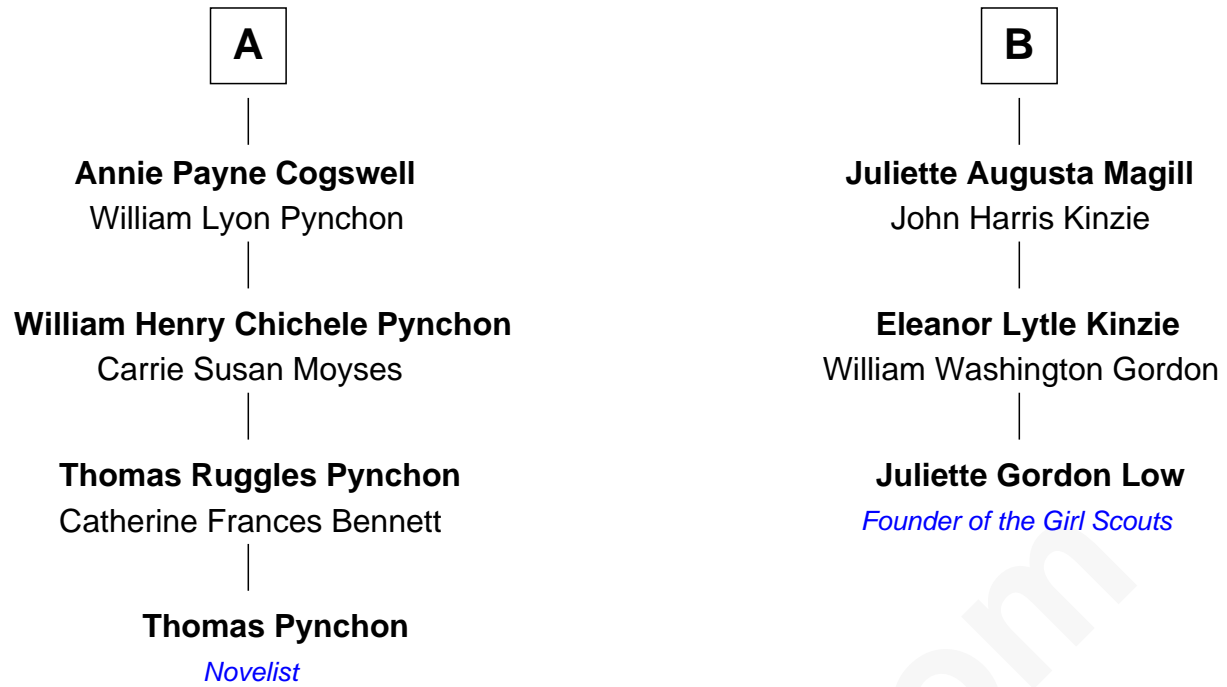 A
Annie Payne Cogswell
William Lyon Pynchon
William Henry Chichele Pynchon
Carrie Susan Moyses
Thomas Ruggles Pynchon
Catherine Frances Bennett
Thomas Pynchon
Novelist
B
Juliette Augusta Magill
John Harris Kinzie
Eleanor Lytle Kinzie
William Washington Gordon
Juliette Gordon Low
Founder of the Girl Scouts
om